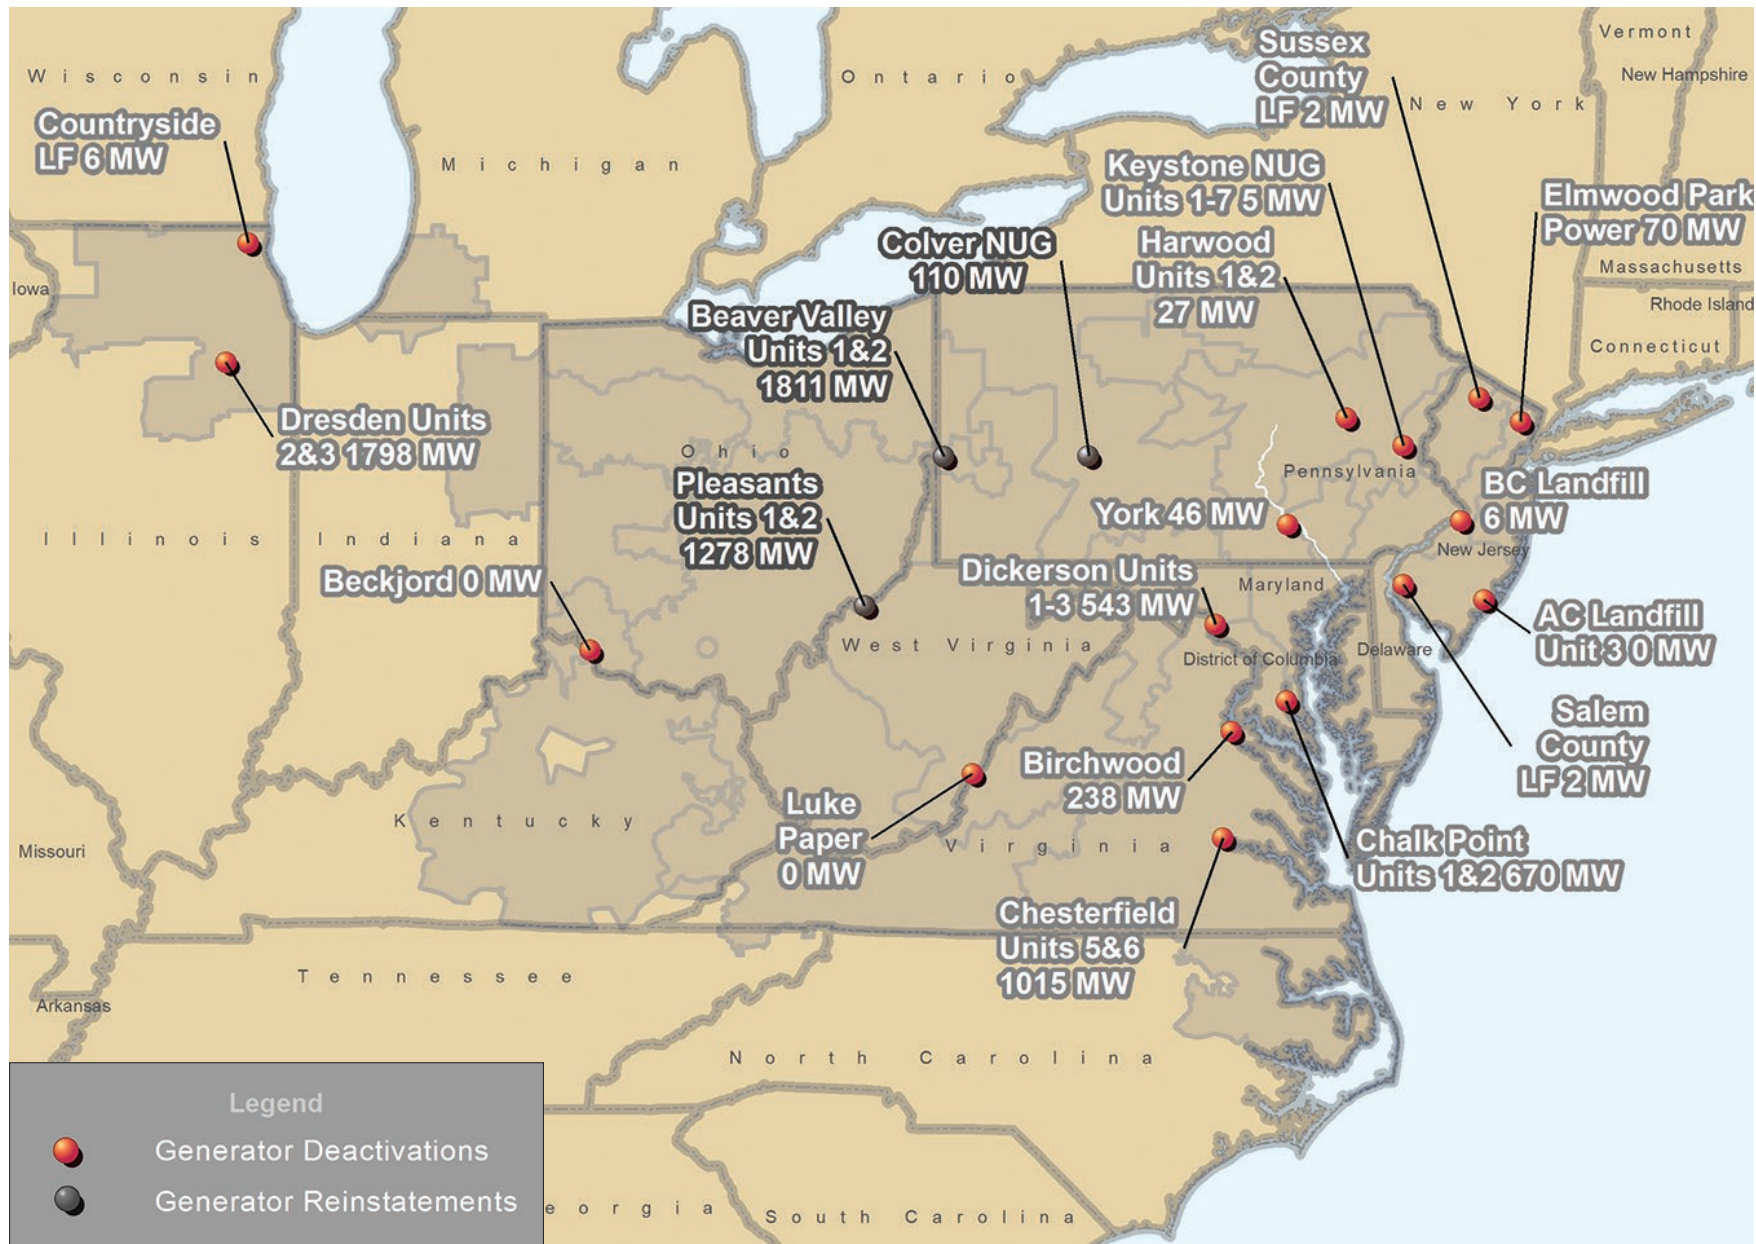 Vermont
Sussex
County
LF 2 MW
Wisconsin
Ontario
New Hampshire
New York
Countryside
LF 6 MW
Michigan
Keystone NUG
Units 1-7 5 MW
Elmwood Park
Power 70 MW
Colver NUG
110 MW
Harwood
Units 1&2
27 MW
Massachusetts
Iowa
Rhode Island
Beaver Valley
Units 1&2
1811 MW
Connecticut
Dresden Units
2&3 1798 MW
Ohio
Pennsylvania
Pleasants
Units 1&2
1278 MW
BC Landfill
6 MW
York 46 MW
Illinois
Indiana
New Jersey
Beckjord 0 MW
Dickerson Units
1-3 543 MW
Maryland
AC Landfill
Unit 3 0 MW
West Virginia
District of Columbia
Delaware
Salem
County
LF 2 MW
Birchwood
238 MW
Luke
Paper
0 MW
Kentucky
Virginia
Missouri
Chalk Point
Units 1&2 670 MW
Chesterfield
Units 5&6
1015 MW
Tennessee
Arkansas
North Carolina
Legend
Generator Deactivations
Generator Reinstatements
eorgia
South Carolina